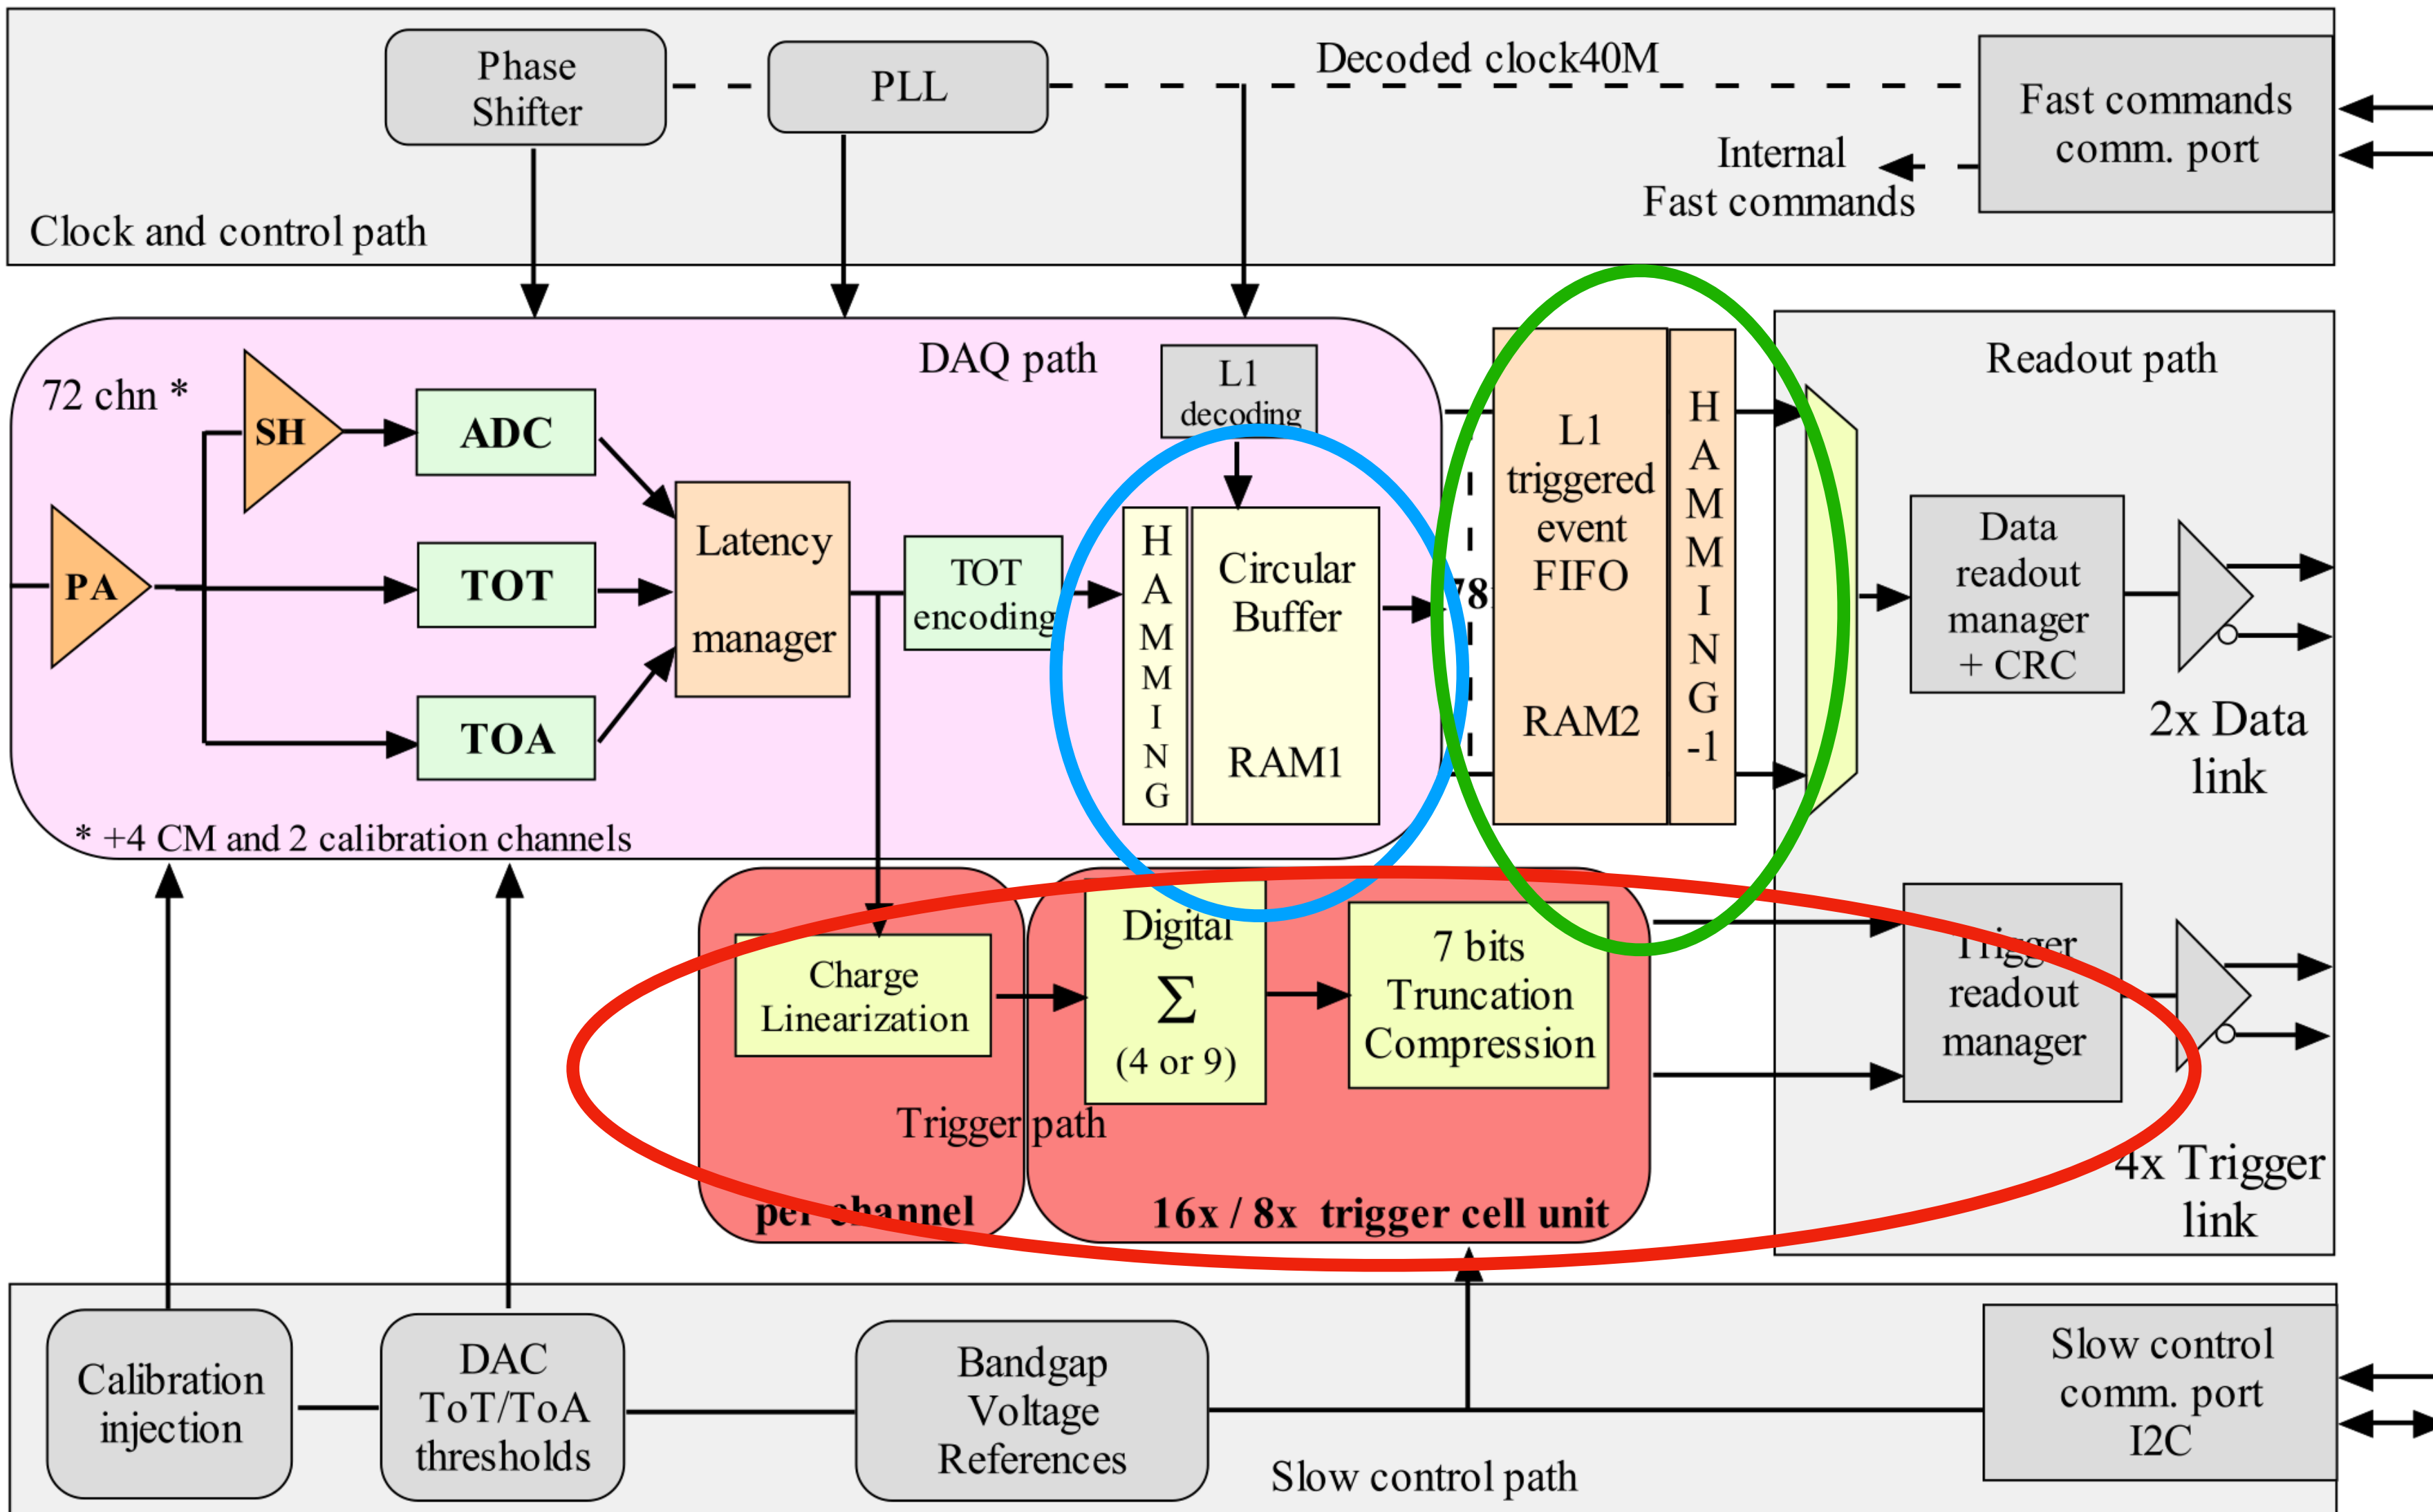 Phase
Shifter
PLL
Decoded clock40M
Fast commands
comm. port
Internal
Fast commands
Clock and control path
DAQ path
72 chn *
SH
ADC
PA
TOT
TOA
Latency
manager
TOT
encoding
L1
decoding
H
A
M
M
I
N
G
Circular
Buffer
RAM1
* +4 CM and 2 calibration channels
78
L1
triggered
event
FIFO
RAM2
H
A
M
M
I
N
G
-1
Readout path
Data
readout
manager
+ CRC
2x Data
link
Charge
Linearization
Digital
Σ
(4 or 9)
7 bits
Truncation
Compression
Trigger path
per channel
16x / 8x trigger cell unit
Trigger
readout
manager
4x Trigger
link
Calibration
injection
DAC
ToT/ToA
thresholds
Bandgap
Voltage
References
Slow control path
Slow control
comm. port
I2C